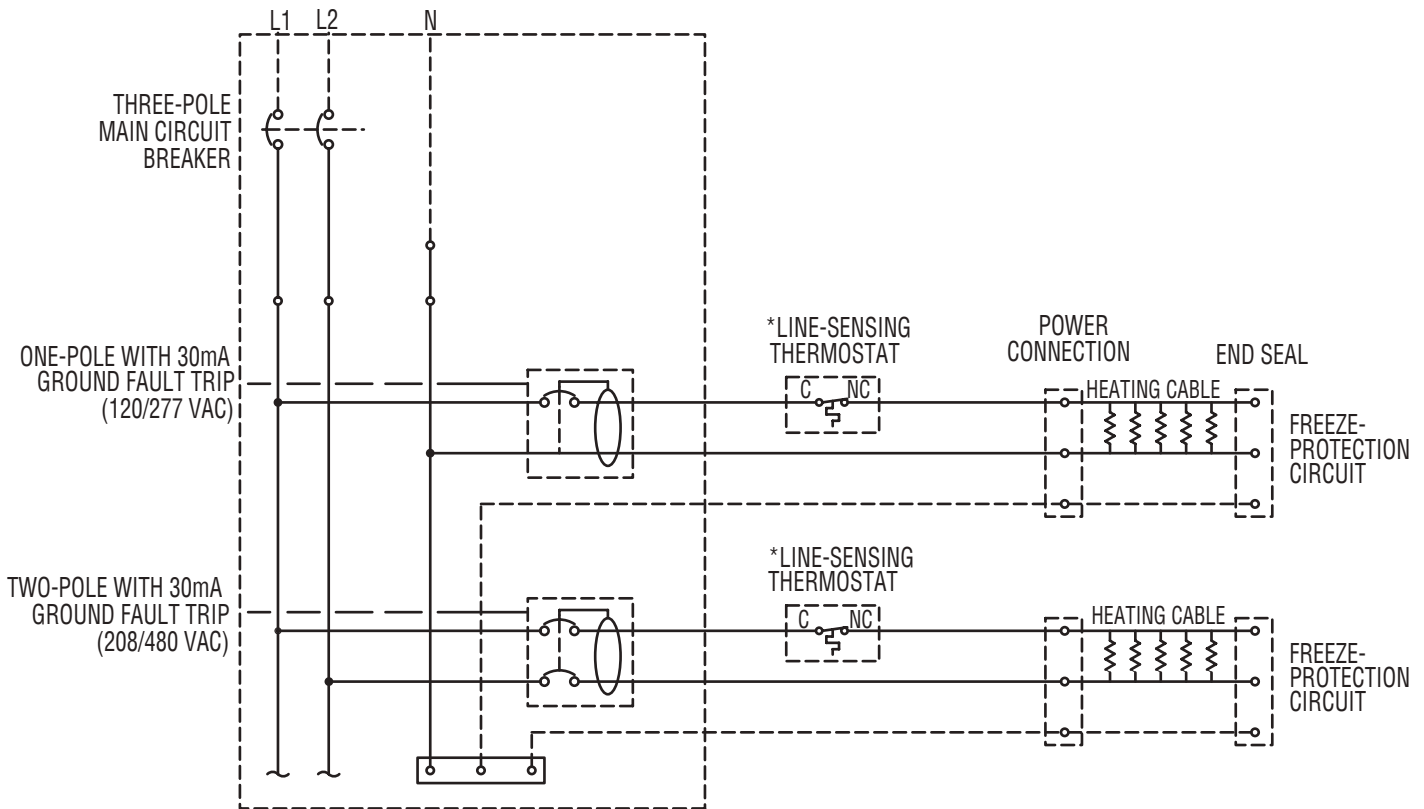 L1 L2 N
THREE-POLE
MAIN CIRCUIT
BREAKER
ONE-POLE WITH 30mA
GROUND FAULT TRIP
(120/277 VAC)
*LINE-SENSING
THERMOSTAT
C NC
POWER
CONNECTION
HEATING CABLE
END SEAL
FREEZE-
PROTECTION
CIRCUIT
TWO-POLE WITH 30mA
GROUND FAULT TRIP
(208/480 VAC)
*LINE-SENSING
THERMOSTAT
C NC
HEATING CABLE
FREEZE-
PROTECTION
CIRCUIT